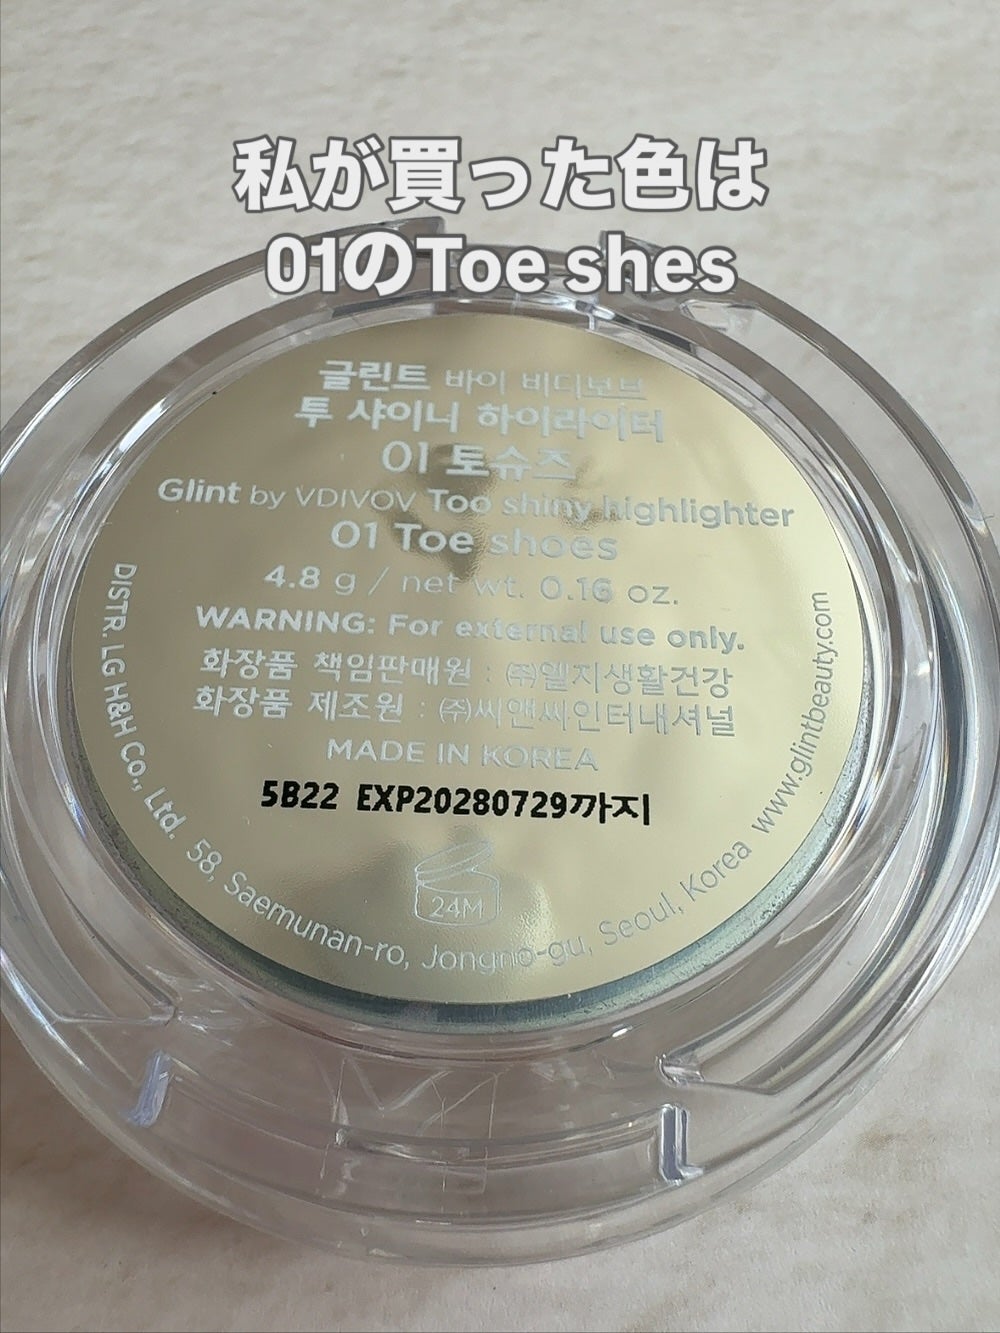 私が買った色は
01のToe shes
글린트 바이 비디보브
투 샤이니 하이라이터
01 토슈즈
Glint by VDIVOV Too shiny highlighter
01 Toe shoes
4.8 g / net wt. 0.16 oz.
WARNING: For external use only.
화장품 책임판매원 : ㈜엘지생활건강
화장품 제조원 : ㈜씨앤씨인터내셔널
MADE IN KOREA
5B22 EXP20280729까지
24M
DISTR. LG H&H Co., Ltd. 58, Saemunan-ro, Jongno-gu, Seoul, Korea www.glintbeauty.com